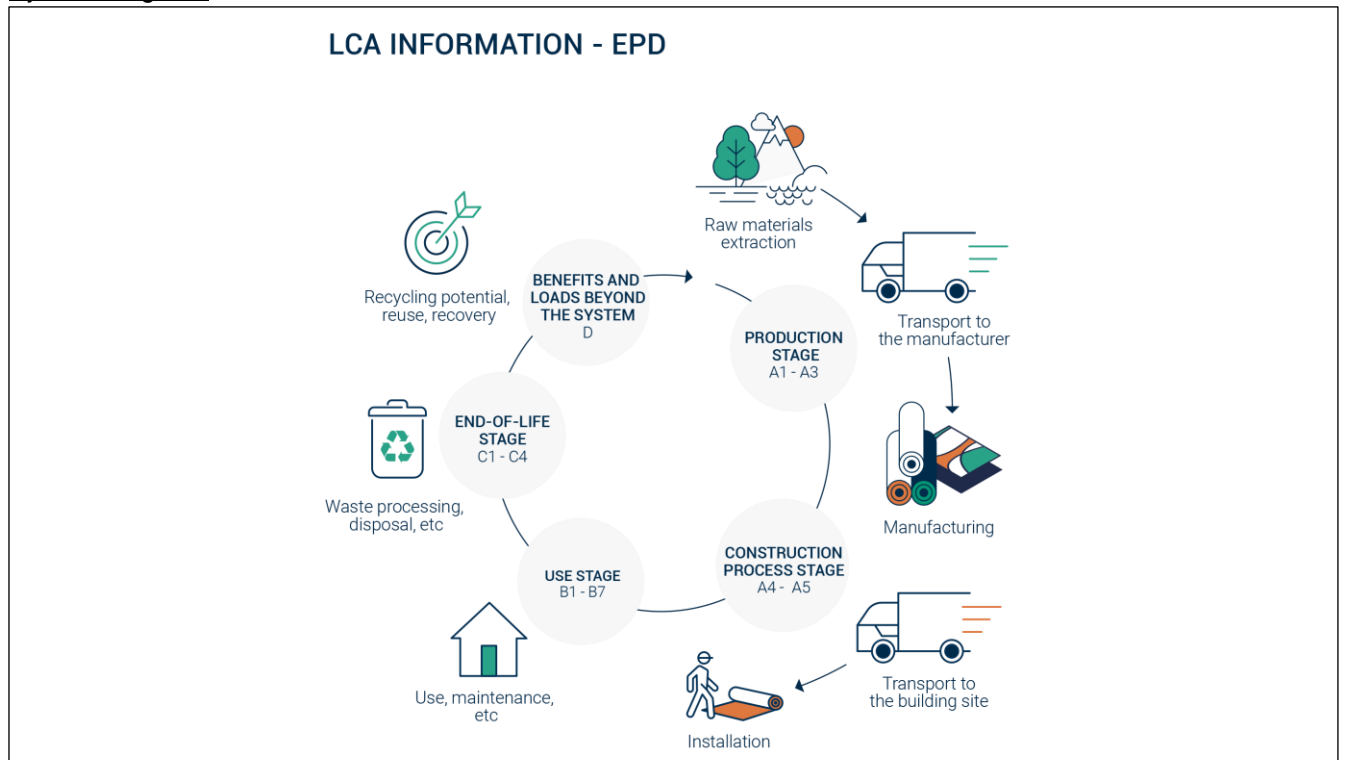 LCA INFORMATION - EPD
Raw materials
extraction
Transport to
the manufacturer
Manufacturing
Transport to
the building site
Installation
Use, maintenance,
etc
Waste processing,
disposal, etc
Recycling potential,
reuse, recovery
BENEFITS AND
LOADS BEYOND
THE SYSTEM
D
PRODUCTION
STAGE
A1 - A3
CONSTRUCTION
PROCESS STAGE
A4 - A5
USE STAGE
B1 - B7
END-OF-LIFE
STAGE
C1 - C4